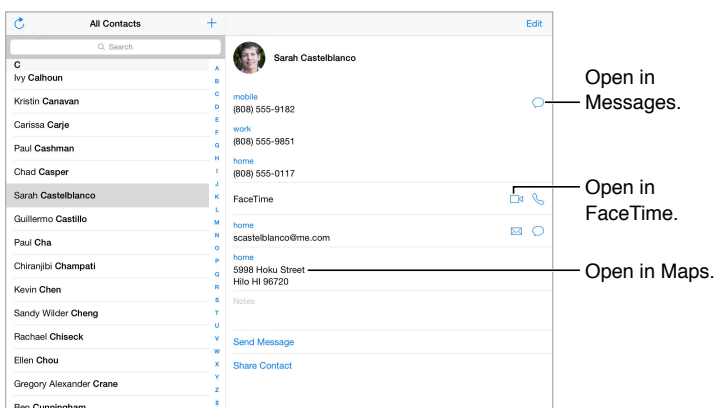 All Contacts
+
Edit
Search
C
Ivy Calhoun
Kristin Canavan
Carissa Carje
Paul Cashman
Chad Casper
Sarah Castelblanco
Guillermo Castillo
Paul Cha
Chiranjibi Champati
Kevin Chen
Sandy Wilder Cheng
Rachael Chiseck
Ellen Chou
Gregory Alexander Crane
Ben Cunningham
A
B
C
D
E
F
G
H
I
J
K
L
M
N
O
P
Q
R
S
T
U
V
W
X
Y
Z
#
Sarah Castelblanco
mobile
(808) 555-9182
work
(808) 555-9851
home
(808) 555-0117
FaceTime
home
scastelblanco@me.com
home
5998 Hoku Street
Hilo HI 96720
Notes
Send Message
Share Contact
Open in
Messages.
Open in
FaceTime.
Open in Maps.